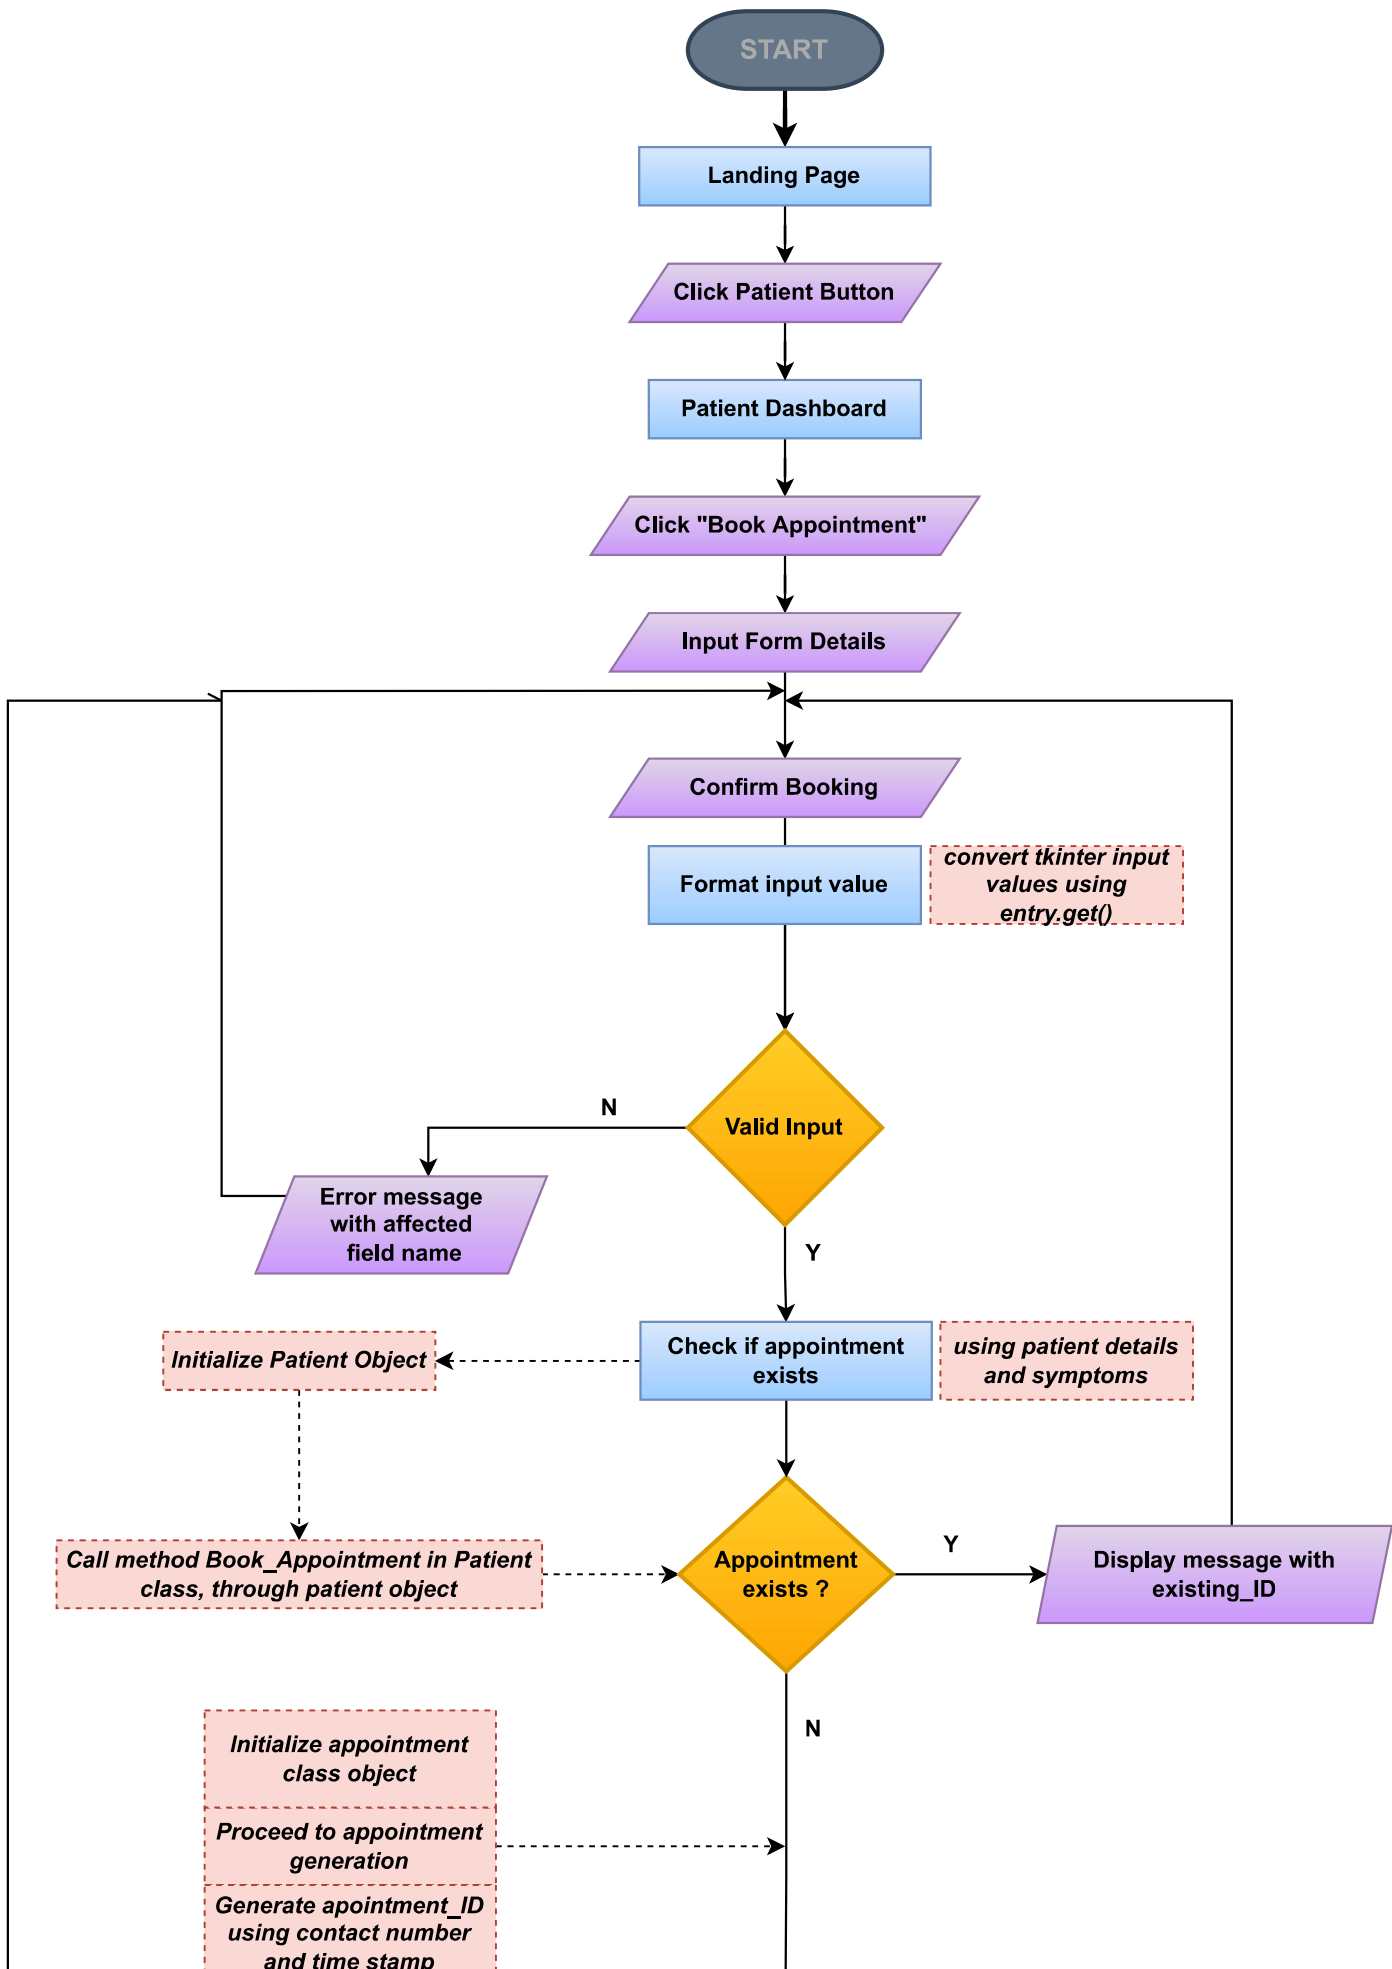 START
Landing Page
Click Patient Button
Patient Dashboard
Click "Book Appointment"
Input Form Details
Confirm Booking
Format input value
convert tkinter input
values using
entry.get()
Valid Input
N
Error message
with affected
field name
Y
Initialize Patient Object
Check if appointment
exists
using patient details
and symptoms
Call method Book_Appointment in Patient
class, through patient object
Appointment
exists ?
Y
Display message with
existing_ID
N
Initialize appointment
class object
Proceed to appointment
generation
Generate apointment_ID
using contact number
and time stamp